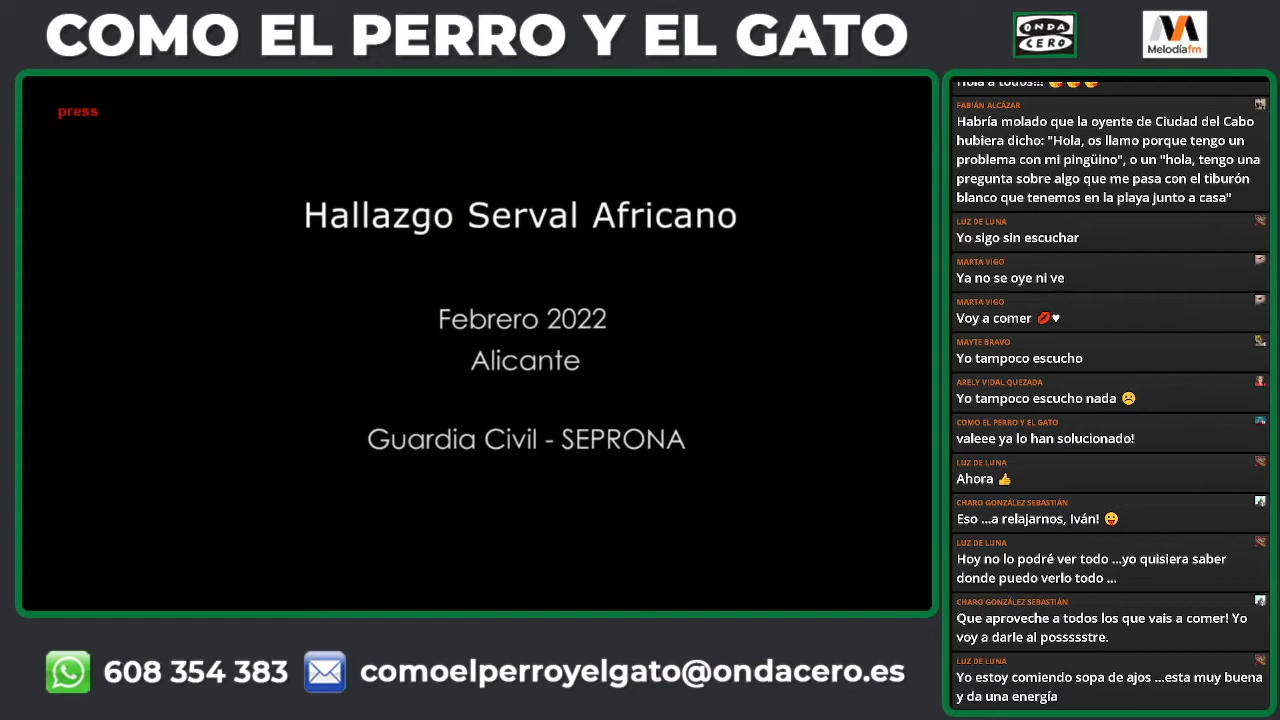 COMO EL PERRO Y EL GATO
ONDA
CERO
Melodía fm
press
Hallazgo Serval Africano
Febrero 2022
Alicante
Guardia Civil - SEPRONA
608 354 383
comoelperroyelgato@ondacero.es
Hola a todos!!! 😘😘😘
FABIÁN ALCÁZAR
Habría molado que la oyente de Ciudad del Cabo
hubiera dicho: "Hola, os llamo porque tengo un
problema con mi pingüino", o un "hola, tengo una
pregunta sobre algo que me pasa con el tiburón
blanco que tenemos en la playa junto a casa"
LUZ DE LUNA
Yo sigo sin escuchar
MARTA VIGO
Ya no se oye ni ve
MARTA VIGO
Voy a comer 💋♥
MAYTE BRAVO
Yo tampoco escucho
ARELY VIDAL QUEZADA
Yo tampoco escucho nada ☹️
COMO EL PERRO Y EL GATO
valeee ya lo han solucionado!
LUZ DE LUNA
Ahora 👍
CHARO GONZÁLEZ SEBASTIÁN
Eso ...a relajarnos, Iván! 😛
LUZ DE LUNA
Hoy no lo podré ver todo ...yo quisiera saber
donde puedo verlo todo ...
CHARO GONZÁLEZ SEBASTIÁN
Que aproveche a todos los que vais a comer! Yo
voy a darle al possssstre.
LUZ DE LUNA
Yo estoy comiendo sopa de ajos ...esta muy buena
y da una energía